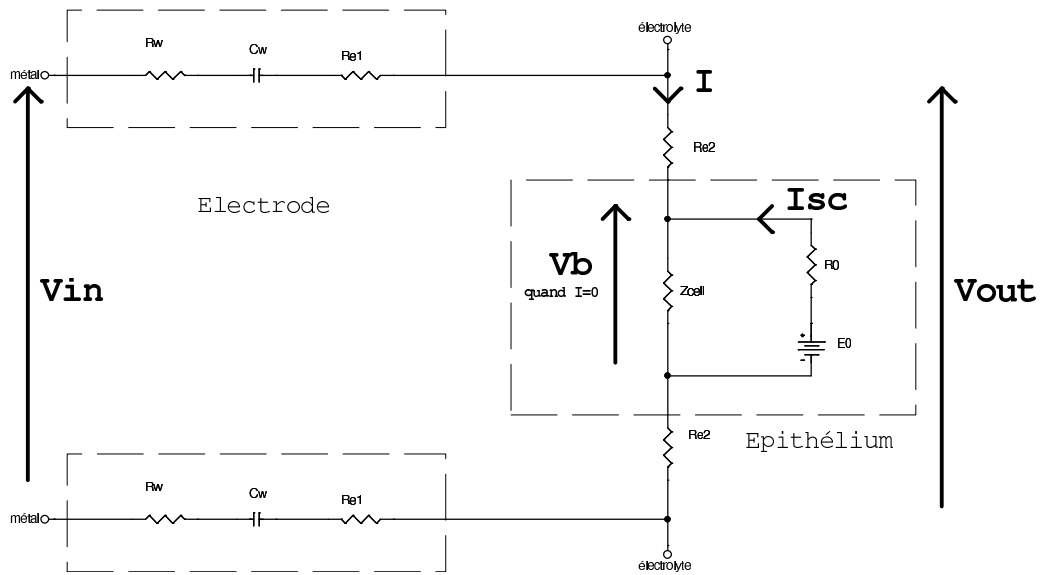 électrolyte
Rw
Cw
Re1
métal
I
Re2
Electrode
Isc
Vb
quand I=0
R0
Zcell
Vin
Vout
+
E0
-
Re2
Epithélium
Rw
Cw
Re1
métal
électrolyte